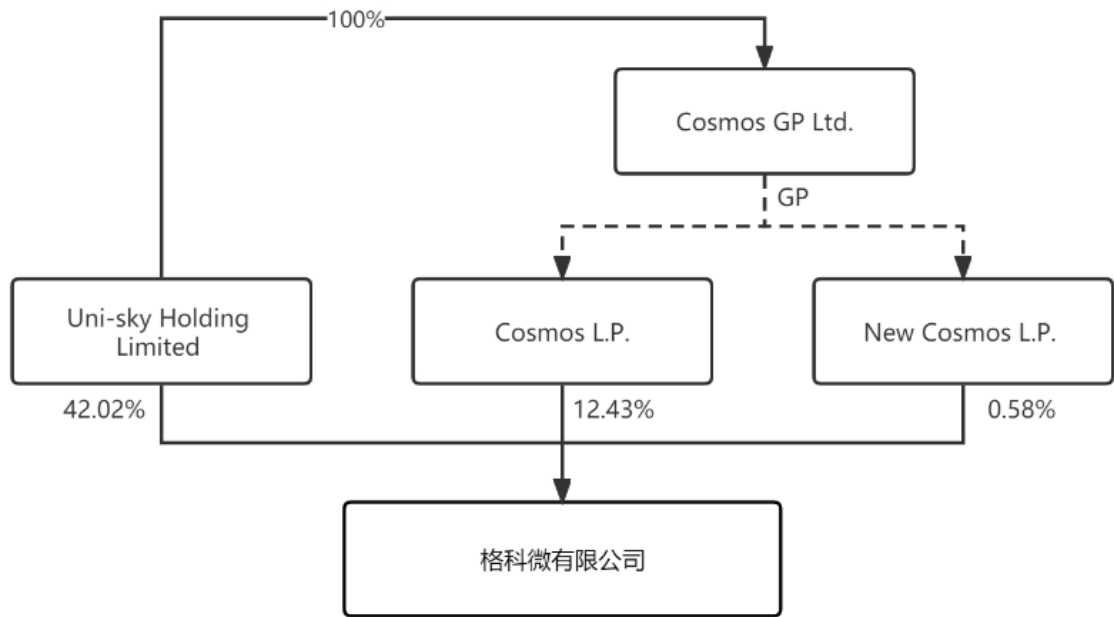 100%
Cosmos GP Ltd.
GP
Uni-sky Holding
Limited
Cosmos L.P.
New Cosmos L.P.
42.02%
12.43%
0.58%
格科微有限公司